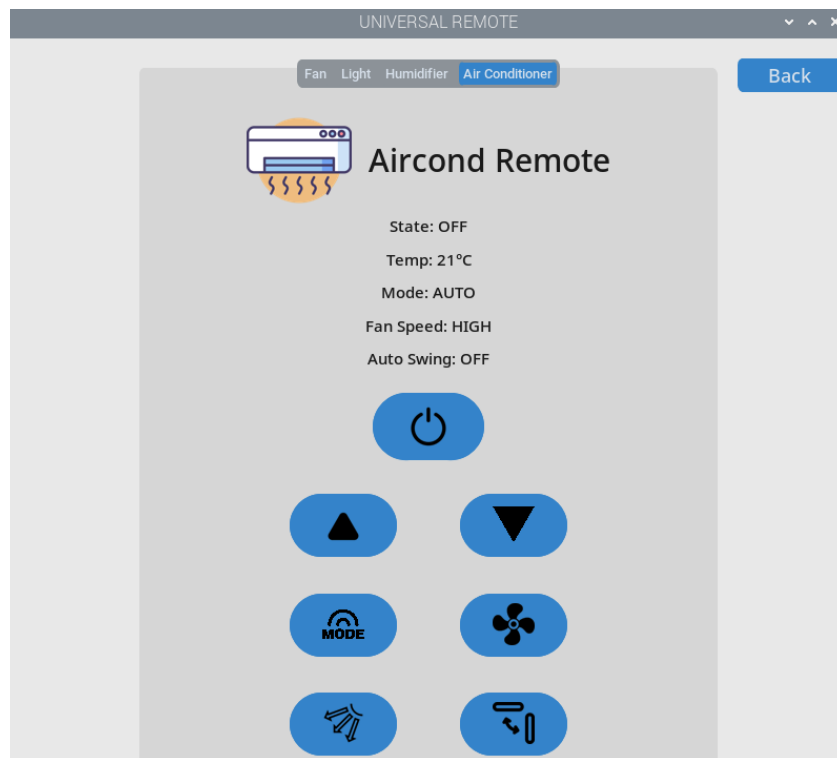 UNIVERSAL REMOTE
Fan Light Humidifier Air Conditioner
Back
Aircond Remote
State: OFF
Temp: 21°C
Mode: AUTO
Fan Speed: HIGH
Auto Swing: OFF
MODE